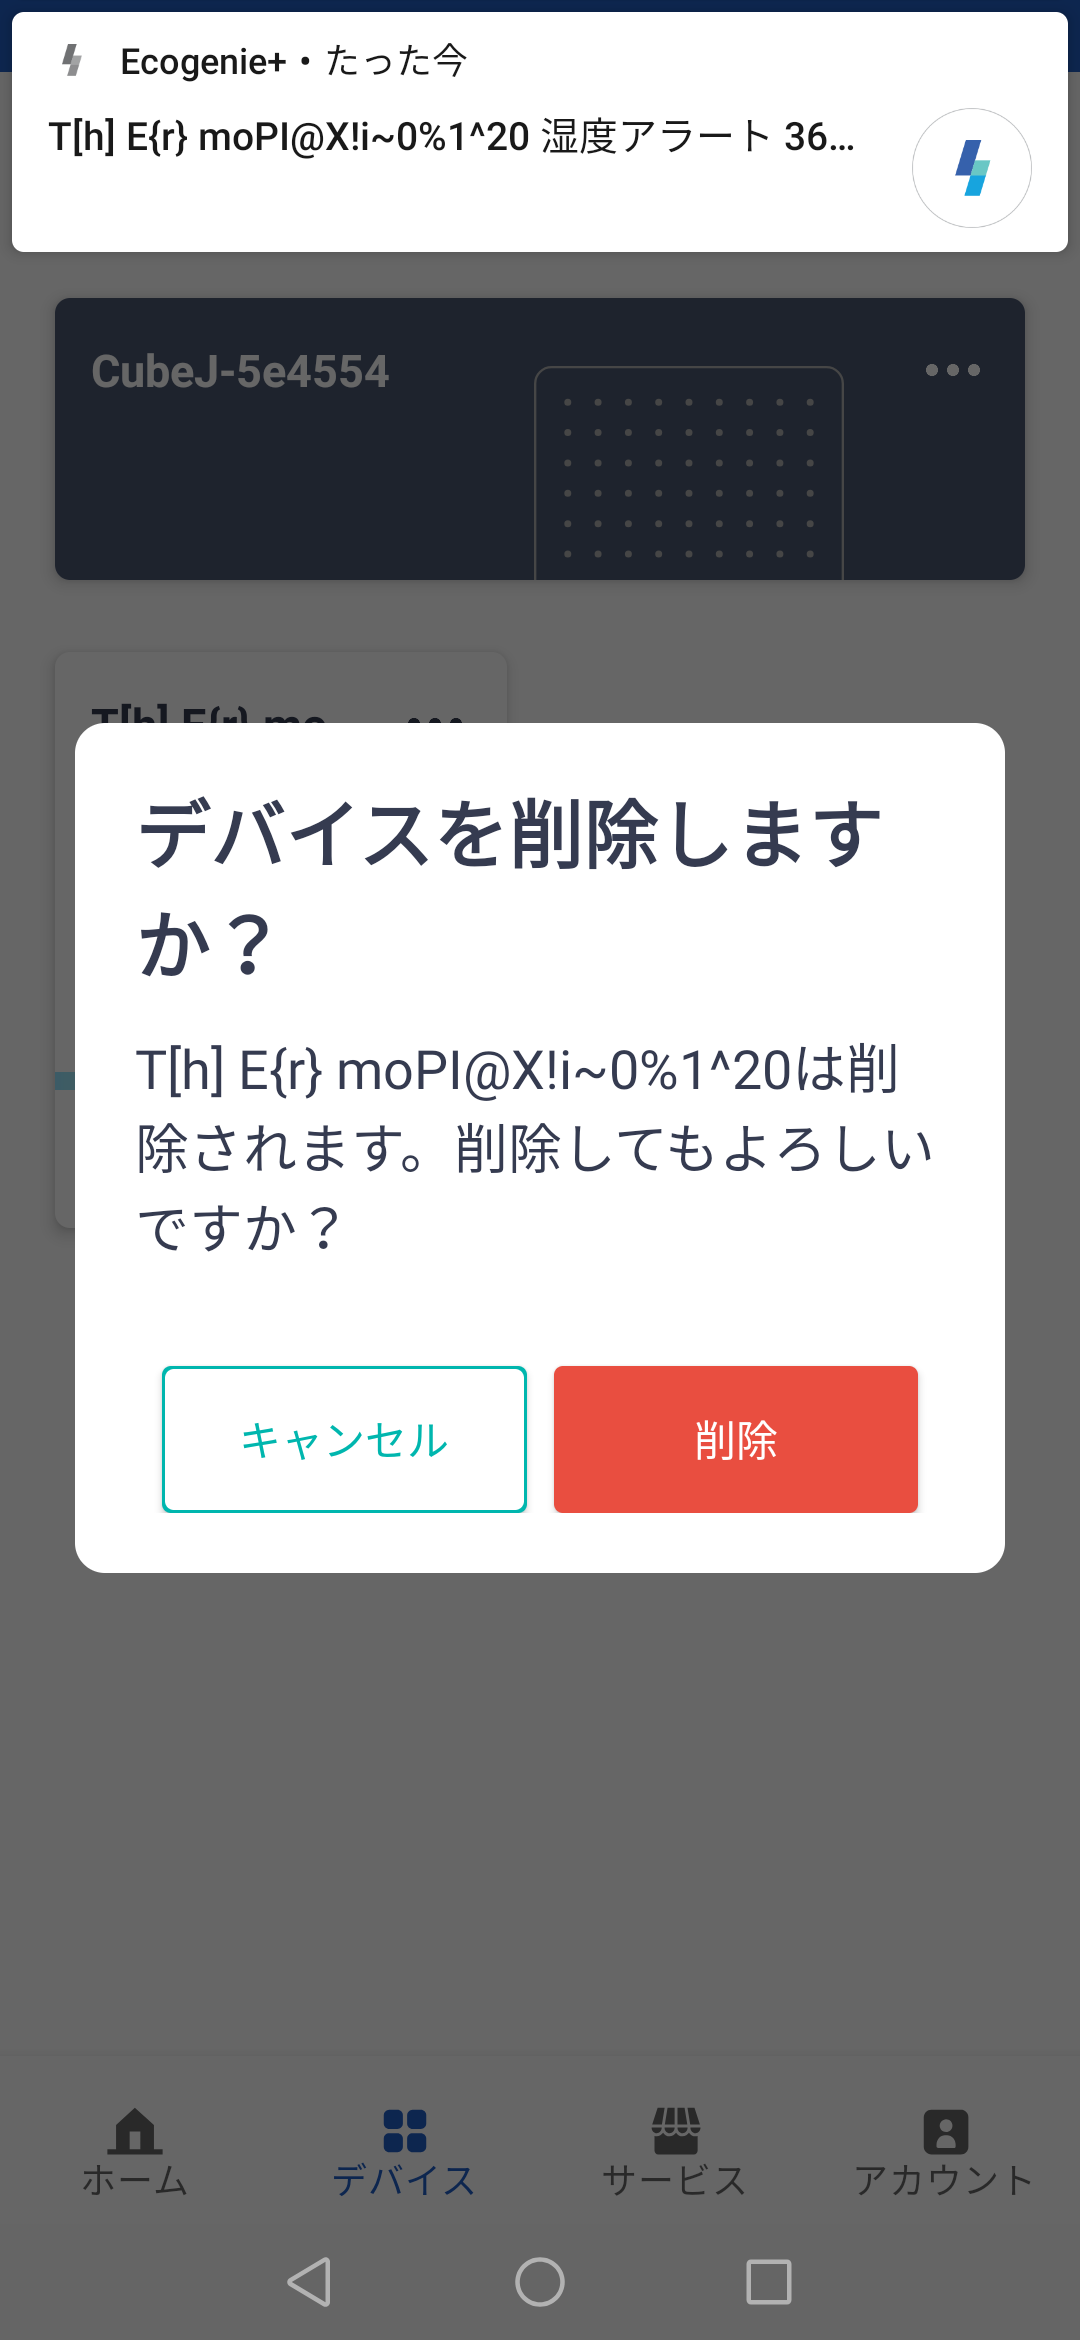 Ecogenie+ • たった今
T[h] E{r} moPI@X!i~0%1^20 湿度アラート 36…
CubeJ-5e4554
T[h] E{r} mo
デバイスを削除します
か？
T[h] E{r} moPI@X!i~0%1^20は削
除されます。削除してもよろしい
ですか？
キャンセル
削除
ホーム
デバイス
サービス
アカウント